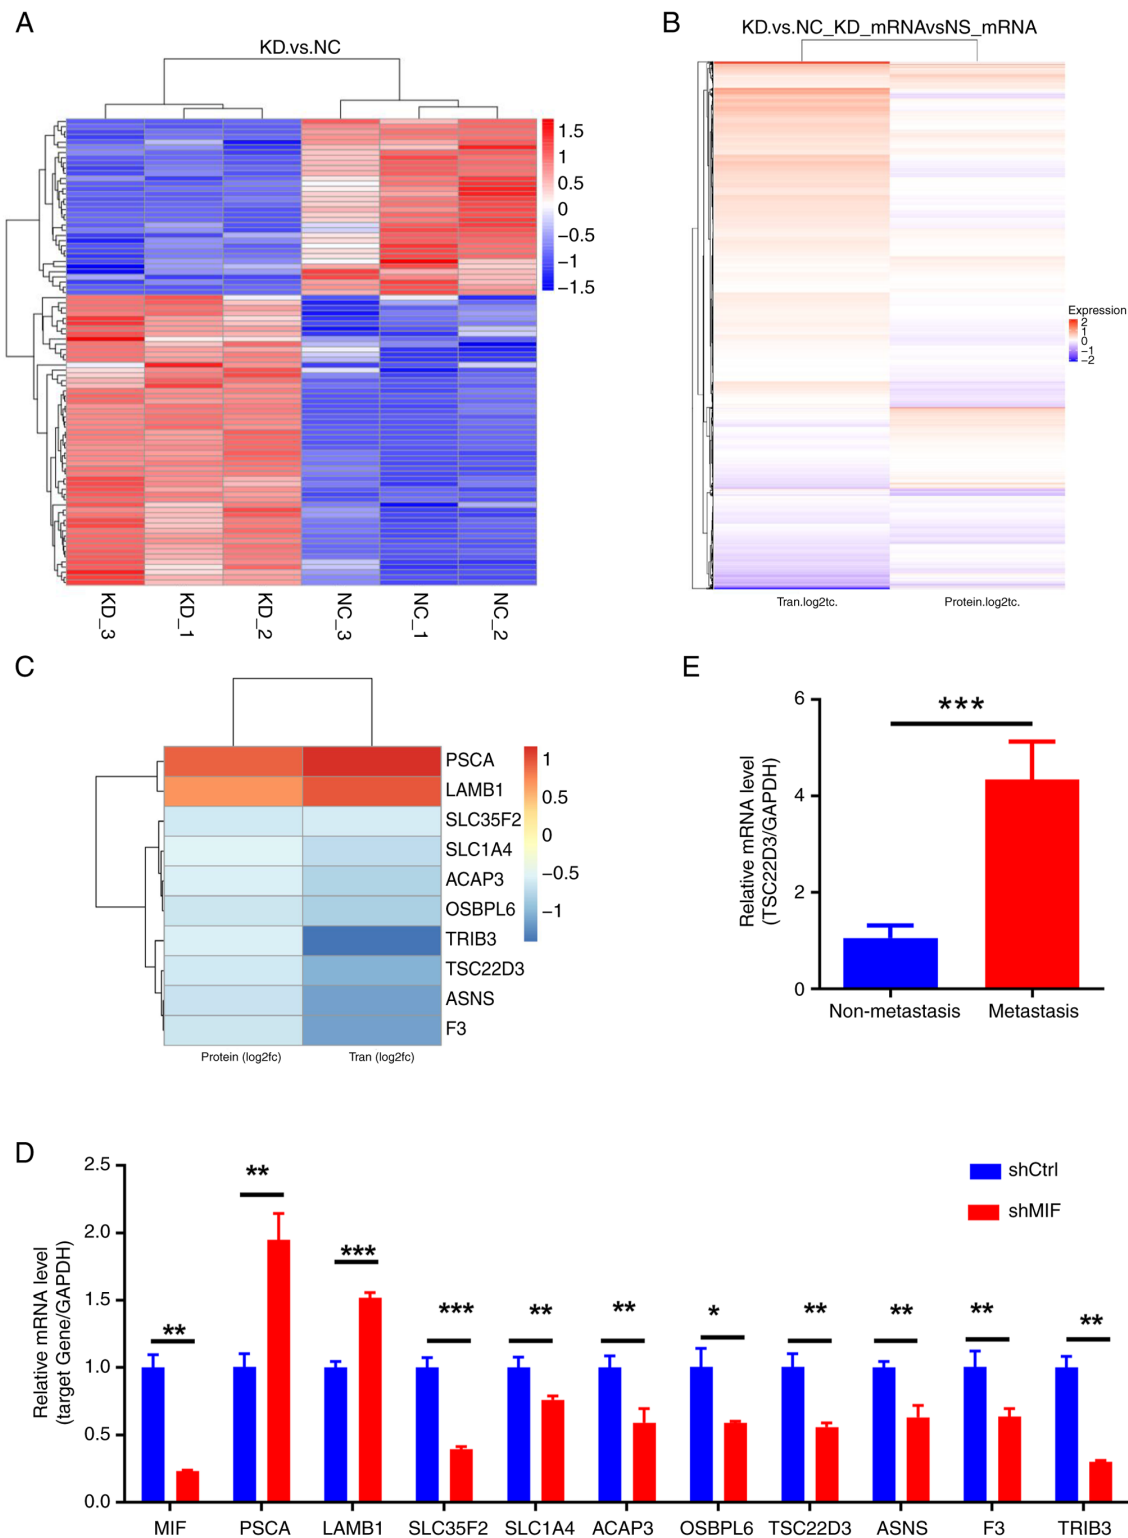 A
KD.vs.NC
1.5
1
0.5
0
−0.5
−1
−1.5
KD_3
KD_1
KD_2
NC_3
NC_1
NC_2
B
KD.vs.NC_KD_mRNAvsNS_mRNA
Expression
2
1
0
−1
−2
Tran.log2tc.
Protein.log2tc.
C
PSCA
LAMB1
SLC35F2
SLC1A4
ACAP3
OSBPL6
TRIB3
TSC22D3
ASNS
F3
1
0.5
0
−0.5
−1
Protein (log2fc)
Tran (log2fc)
E
Relative mRNA level
(TSC22D3/GAPDH)
6
4
2
0
***
Non-metastasis
Metastasis
D
Relative mRNA level
(target Gene/GAPDH)
2.5
2.0
1.5
1.0
0.5
0.0
shCtrl
shMIF
**
**
***
***
**
**
*
**
**
**
**
MIF
PSCA
LAMB1
SLC35F2
SLC1A4
ACAP3
OSBPL6
TSC22D3
ASNS
F3
TRIB3